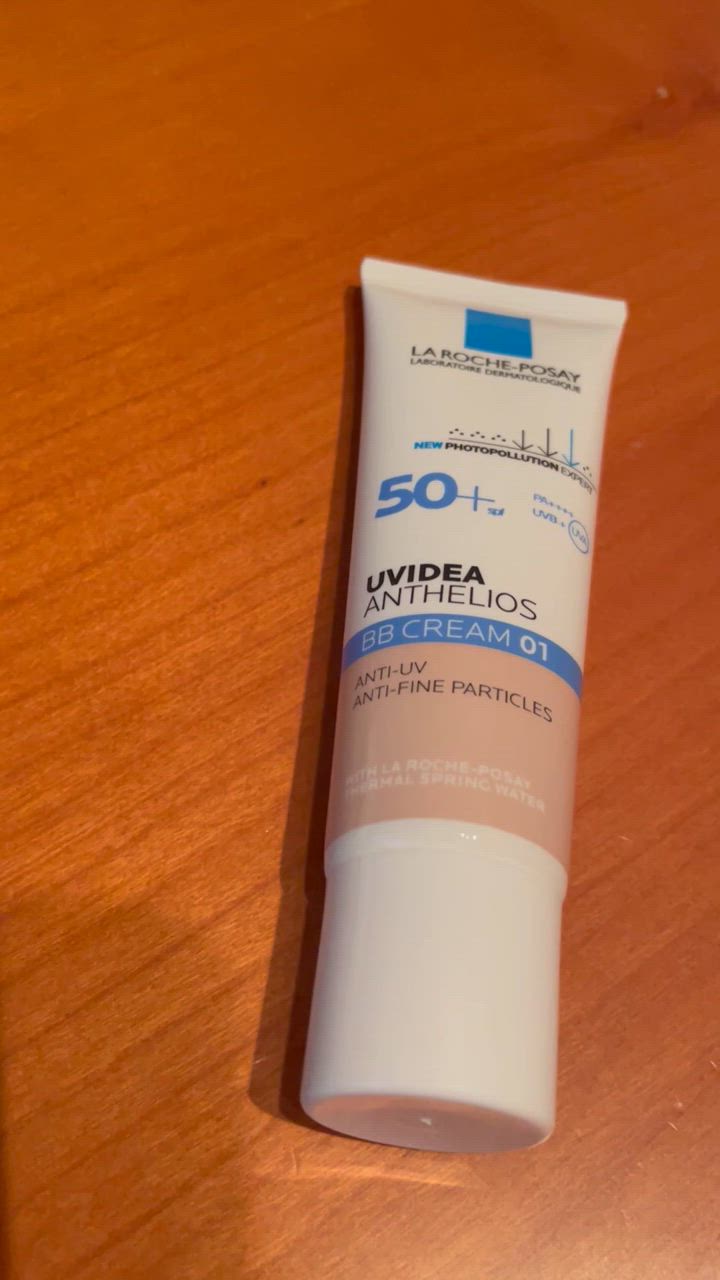 LA ROCHE-POSAY
LABORATOIRE DERMATOLOGIQUE
NEW PHOTOPOLLUTION EXPERT
50+ spf
PA++++
UVB+ UVA
UVIDEA
ANTHELIOS
BB CREAM 01
ANTI-UV
ANTI-FINE PARTICLES
WITH LA ROCHE-POSAY
THERMAL SPRING WATER